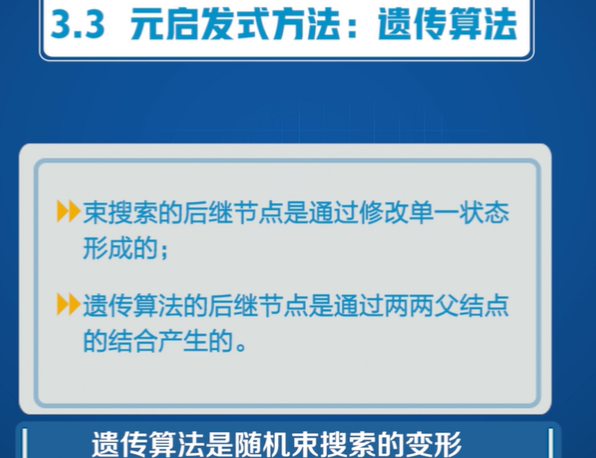 3.3 元启发式方法：遗传算法
束搜索的后继节点是通过修改单一状态
形成的；
遗传算法的后继节点是通过两两父结点
的结合产生的。
遗传算法是随机束搜索的变形